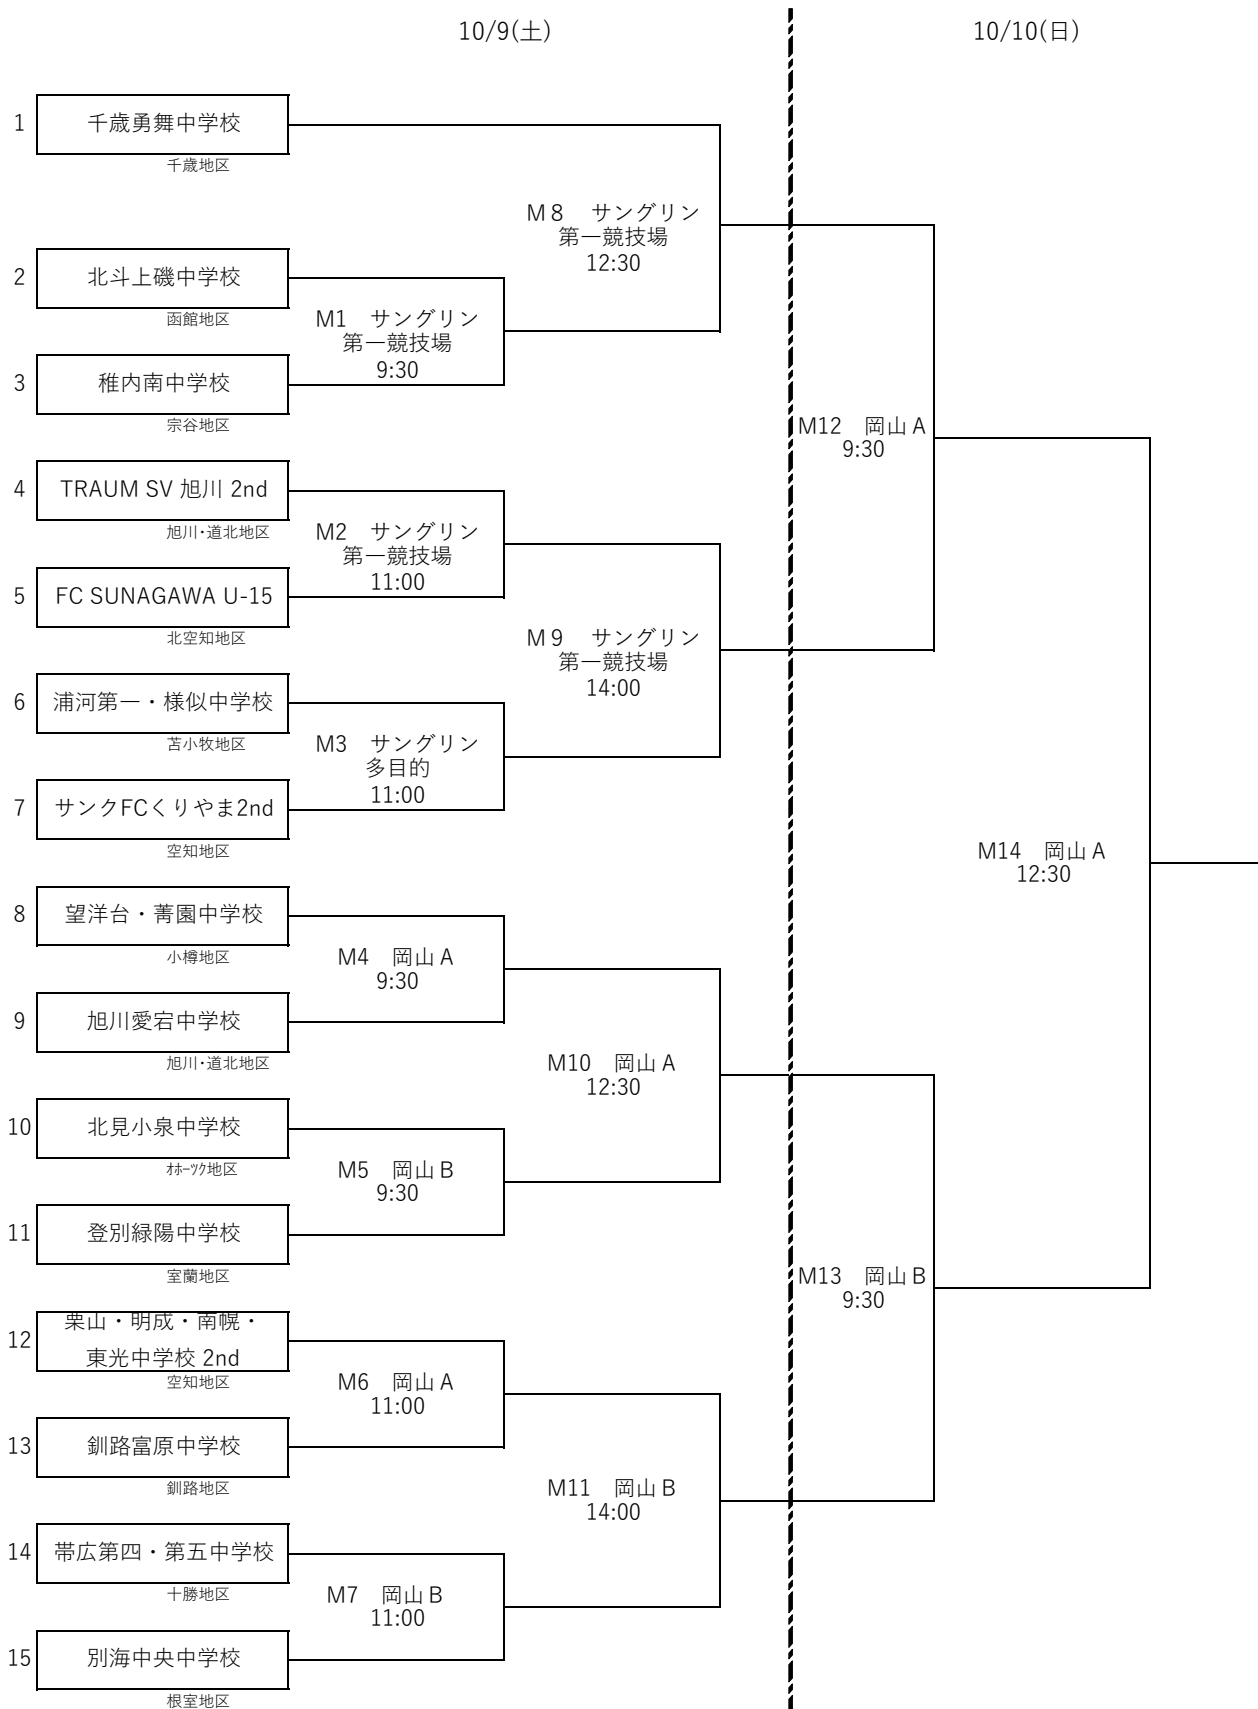 10/9(土)
10/10(日)
1
千歳勇舞中学校
千歳地区
M８　サングリン
第一競技場
12:30
2
北斗上磯中学校
函館地区
M1　サングリン
第一競技場
9:30
3
稚内南中学校
宗谷地区
M12　岡山 A
9:30
4
TRAUM SV 旭川 2nd
旭川･道北地区
M2　サングリン
第一競技場
11:00
5
FC SUNAGAWA U-15
北空知地区
M９　サングリン
第一競技場
14:00
6
浦河第一・様似中学校
苫小牧地区
M3　サングリン
多目的
11:00
7
サンクFCくりやま2nd
空知地区
M14　岡山 A
12:30
8
望洋台・菁園中学校
小樽地区
M4　岡山 A
9:30
9
旭川愛宕中学校
旭川･道北地区
M10　岡山 A
12:30
10
北見小泉中学校
ｵﾎｰﾂｸ地区
M5　岡山 B
9:30
11
登別緑陽中学校
室蘭地区
M13　岡山 B
9:30
12
栗山・明成・南幌・
東光中学校 2nd
空知地区
M6　岡山 A
11:00
13
釧路富原中学校
釧路地区
M11　岡山 B
14:00
14
帯広第四・第五中学校
十勝地区
M7　岡山 B
11:00
15
別海中央中学校
根室地区